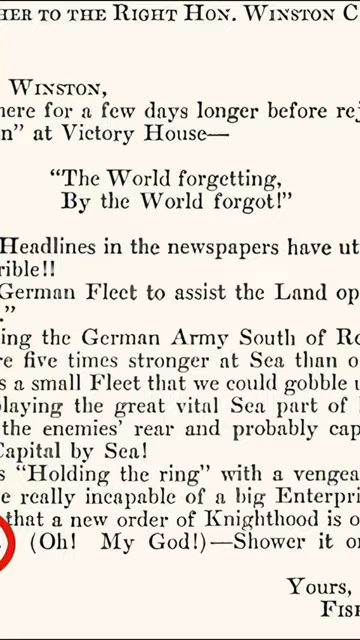 HER TO THE RIGHT HON. WINSTON C
WINSTON,
here for a few days longer before rej
n" at Victory House—
"The World forgetting,
By the World forgot!"
Headlines in the newspapers have ut
rible!!
German Fleet to assist the Land op
."
ing the German Army South of R
re five times stronger at Sea than o
s a small Fleet that we could gobble u
playing the great vital Sea part of
the enemies' rear and probably cap
Capital by Sea!
s "Holding the ring" with a vengea
e really incapable of a big Enterpri
that a new order of Knighthood is o
. (Oh! My God!)—Shower it on
Yours,
FISH